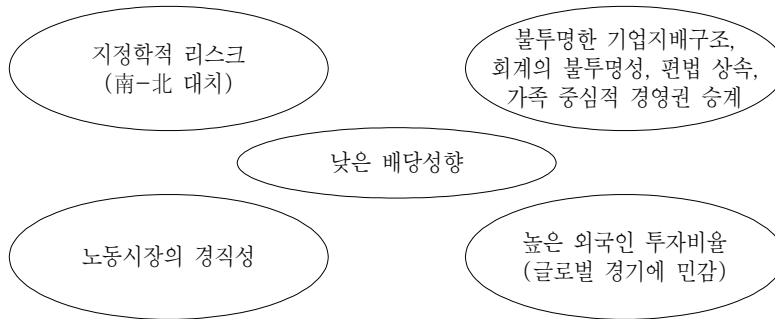 지정학적 리스크
(南-北 대치)
불투명한 기업지배구조,
회계의 불투명성, 편법 상속,
가족 중심적 경영권 승계
낮은 배당성향
노동시장의 경직성
높은 외국인 투자비율
(글로벌 경기에 민감)